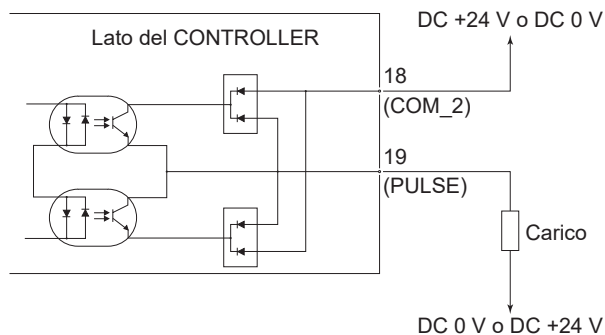 DC +24 V o DC 0 V
Lato del CONTROLLER
18
(COM_2)
19
(PULSE)
Carico
DC 0 V o DC +24 V